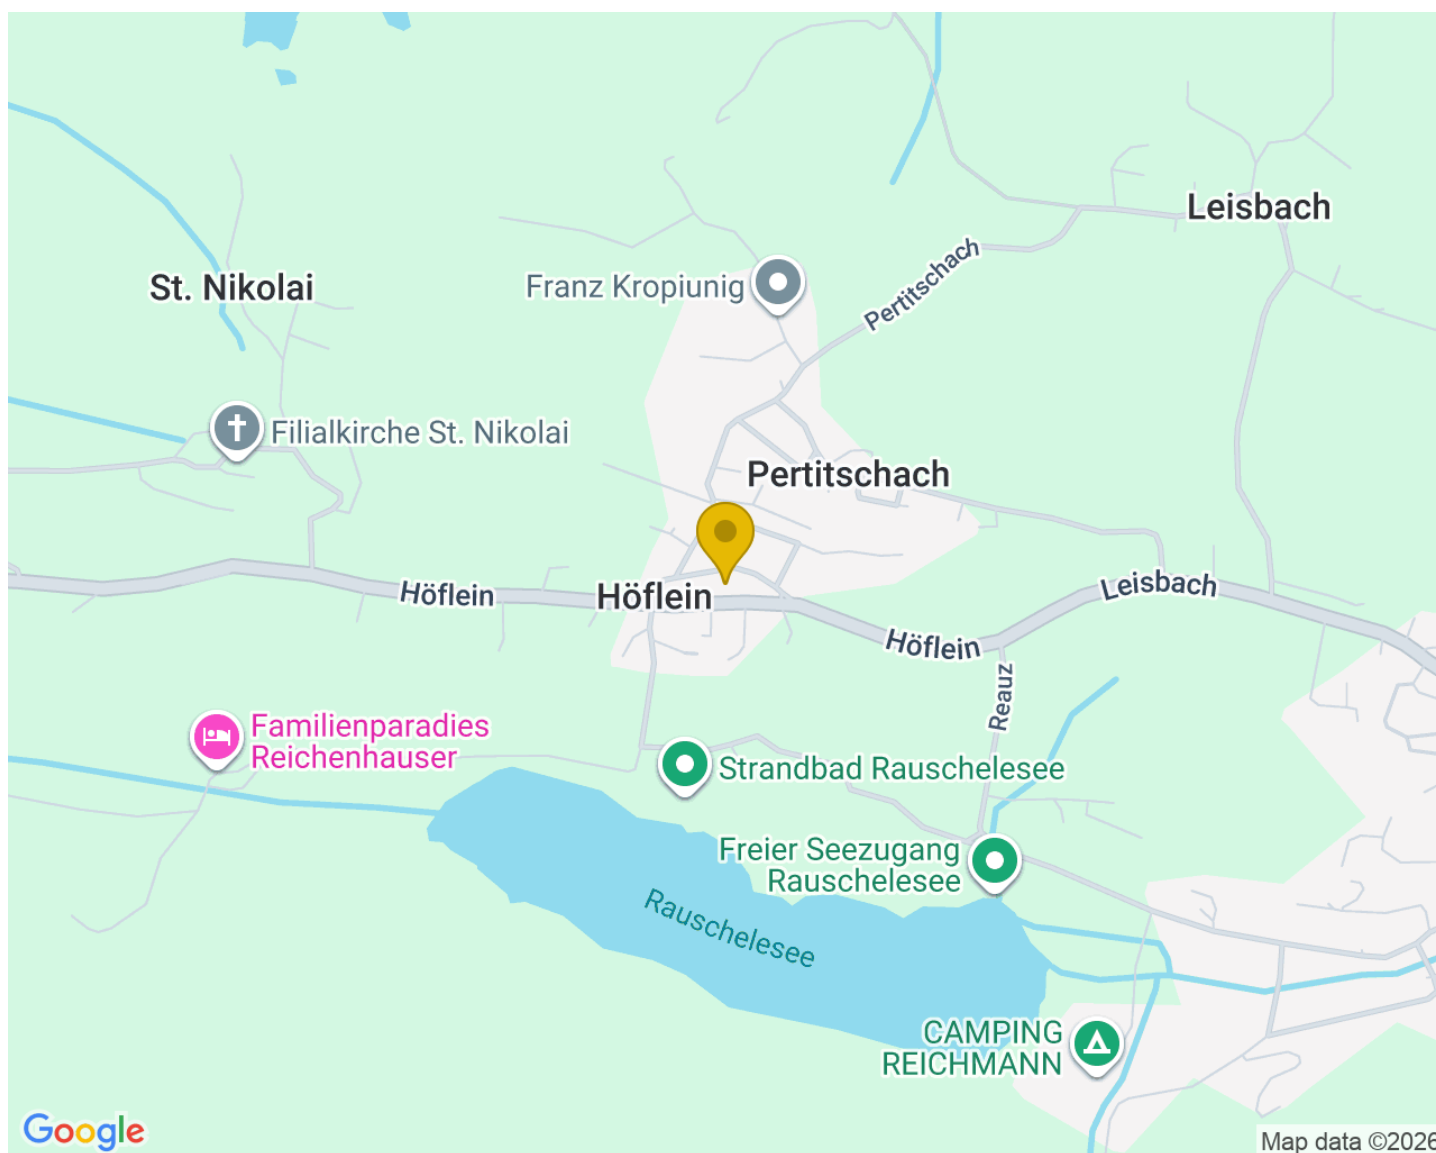 Leisbach
Pertitschach
St. Nikolai
Franz Kropiunig
Filialkirche St. Nikolai
Pertitschach
Höflein
Höflein
Leisbach
Höflein
Reauz
Familienparadies
Reichenhauser
Strandbad Rauschelesee
Freier Seezugang
Rauschelesee
Rauschelesee
CAMPING
REICHMANN
Google
Map data ©2026